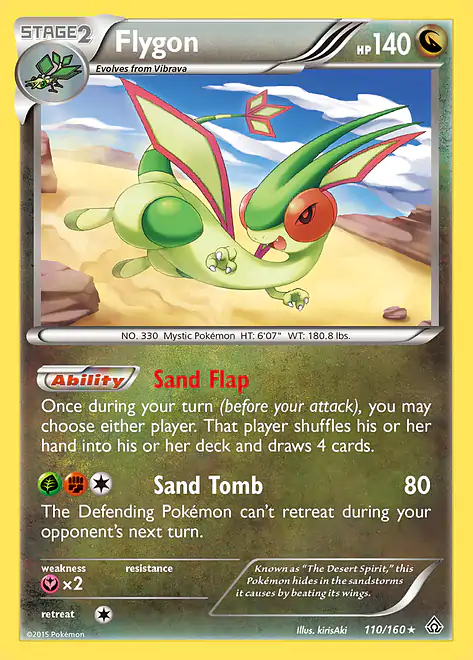 STAGE2
Flygon
HP 140
Evolves from Vibrava
NO. 330 Mystic Pokémon HT: 6'07" WT: 180.8 lbs.
Ability Sand Flap
Once during your turn (before your attack), you may
choose either player. That player shuffles his or her
hand into his or her deck and draws 4 cards.
Sand Tomb 80
The Defending Pokémon can't retreat during your
opponent's next turn.
weakness resistance
×2
retreat
Known as "The Desert Spirit," this
Pokémon hides in the sandstorms
it causes by beating its wings.
©2015 Pokémon
Illus. kirisAki
110/160★